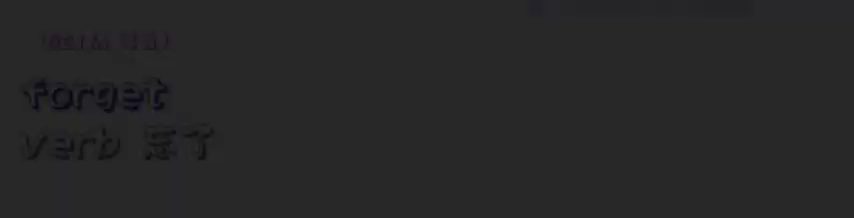 forget
verb 忘了